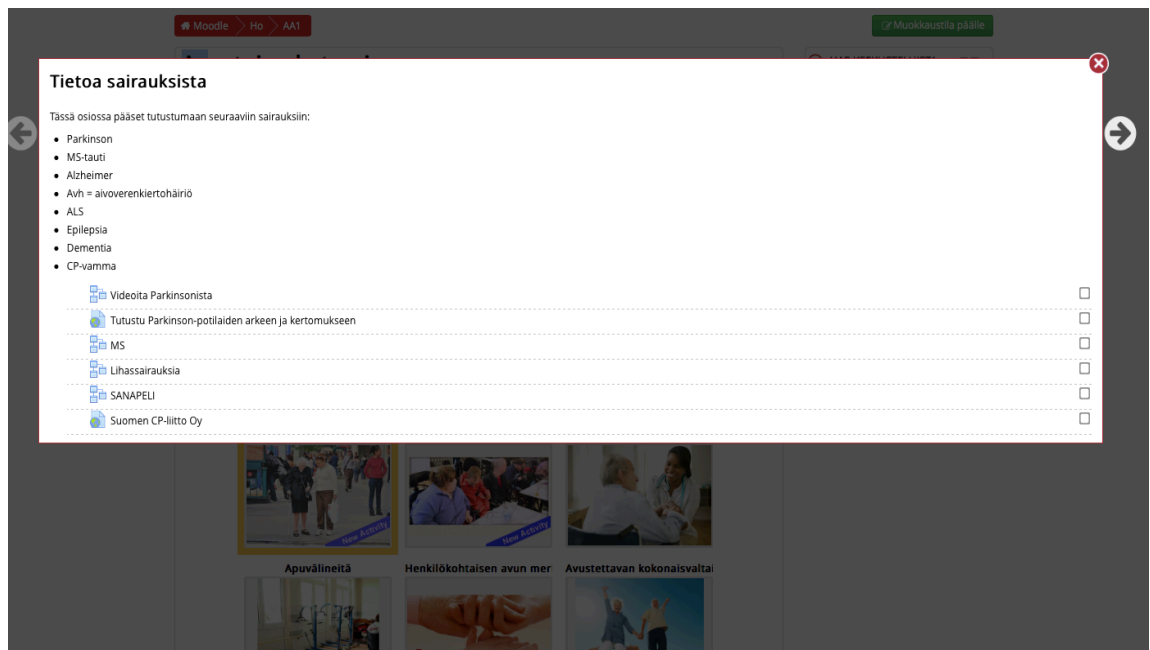 Moodle Ho AA1
Muokkaustila päälle
Tietoa sairauksista
Tässä osiossa pääset tutustumaan seuraaviin sairauksiin:
• Parkinson
• MS-tauti
• Alzheimer
• Avh = aivoverenkiertohäiriö
• ALS
• Epilepsia
• Dementia
• CP-vamma
Videoita Parkinsonista
Tutustu Parkinson-potilaiden arkeen ja kertomukseen
MS
Lihassairauksia
SANAPELI
Suomen CP-liitto Oy
New Activity
New Activity
Apuvälineitä
Henkilökohtaisen avun mer
Avustettavan kokonaisvaltai